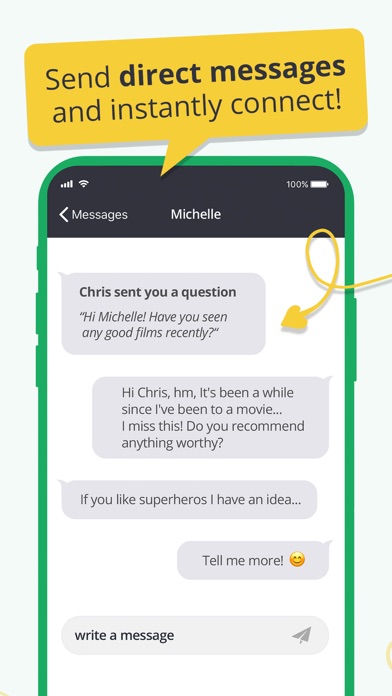 Send direct messages
and instantly connect!
100%
Messages
Michelle
Chris sent you a question
“Hi Michelle! Have you seen
any good films recently?“
Hi Chris, hm, It's been a while
since I've been to a movie...
I miss this! Do you recommend
anything worthy?
If you like superheros I have an idea...
Tell me more! 😊
write a message